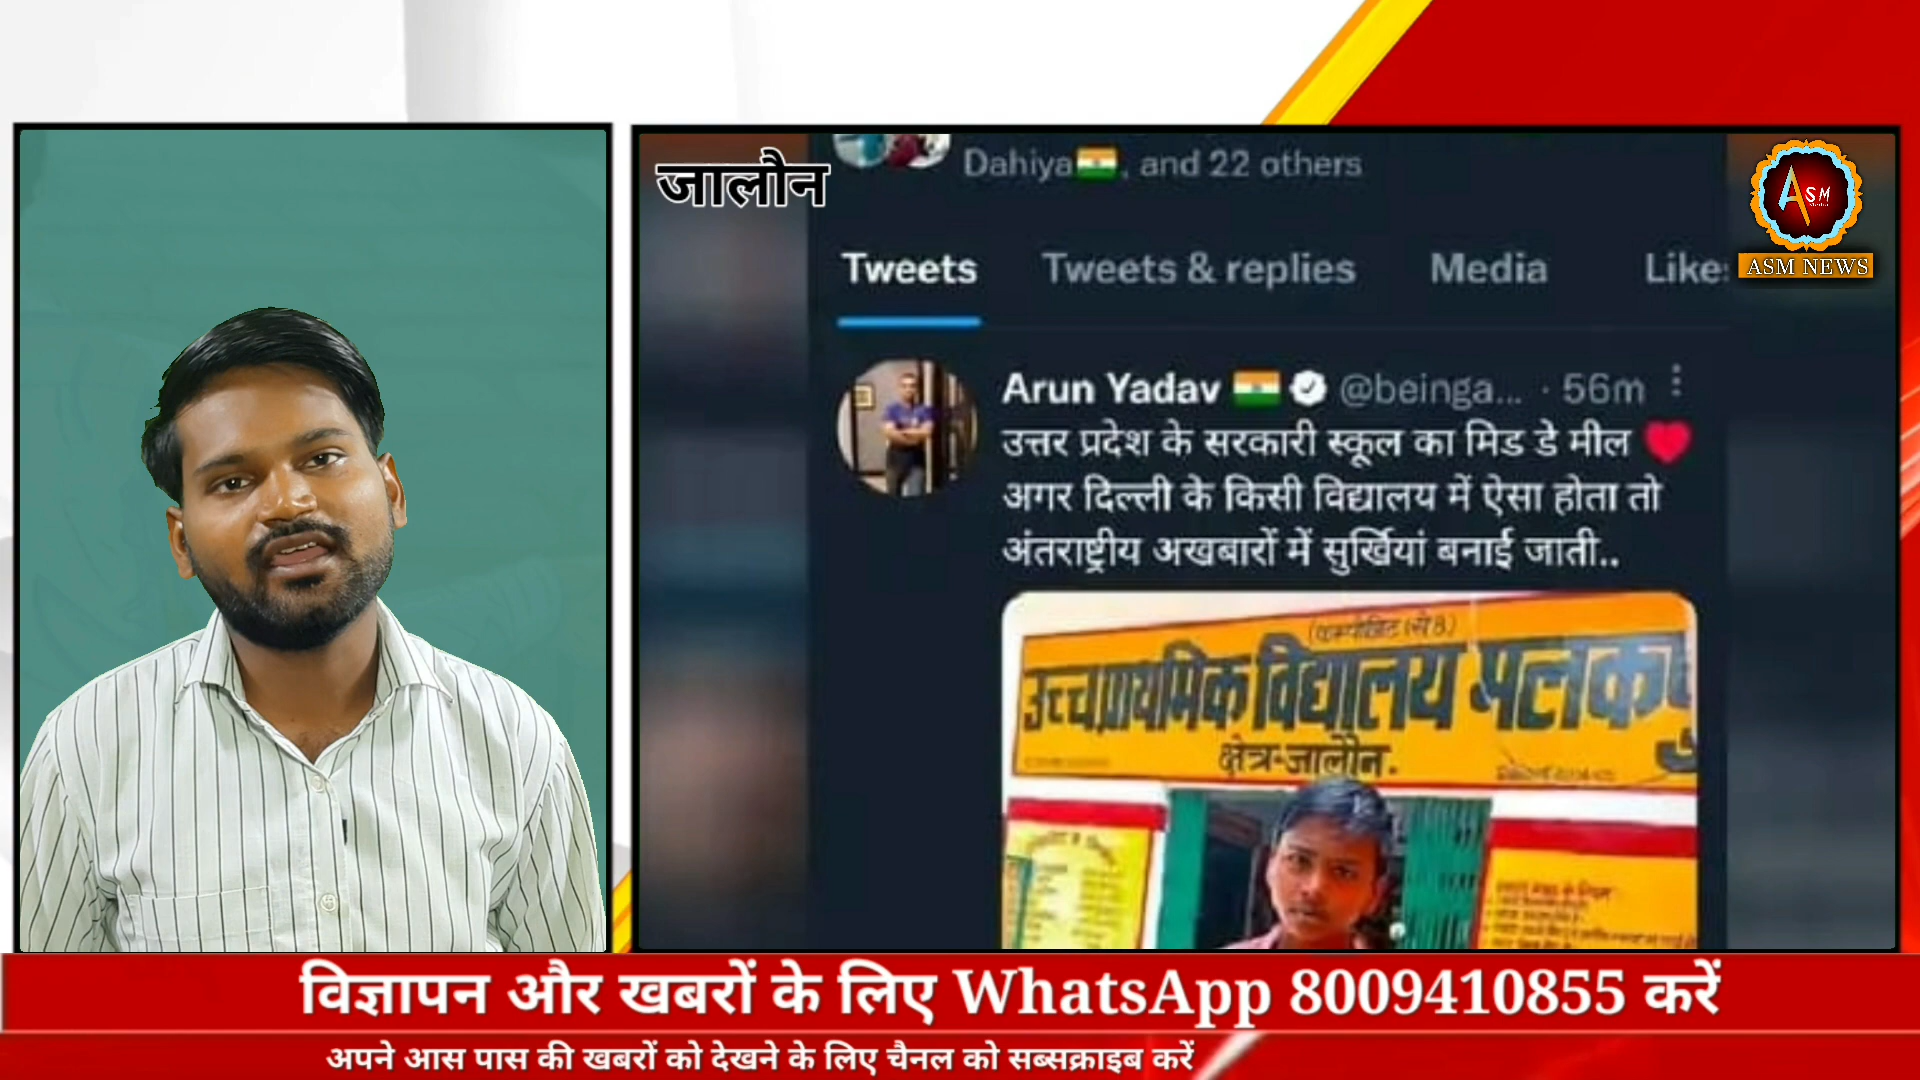 जालौन
Dahiya🇮🇳, and 22 others
ASM
ASM NEWS
Tweets Tweets & replies Media Like
Arun Yadav 🇮🇳 @beinga... · 56m
उत्तर प्रदेश के सरकारी स्कूल का मिड डे मील ❤️
अगर दिल्ली के किसी विद्यालय में ऐसा होता तो
अंतराष्ट्रीय अखबारों में सुर्खियां बनाई जाती..
उच्च प्राथमिक विद्यालय मलक
क्षेत्र-जालौन.
विज्ञापन और खबरों के लिए WhatsApp 8009410855 करें
अपने आस पास की खबरों को देखने के लिए चैनल को सब्सक्राइब करें